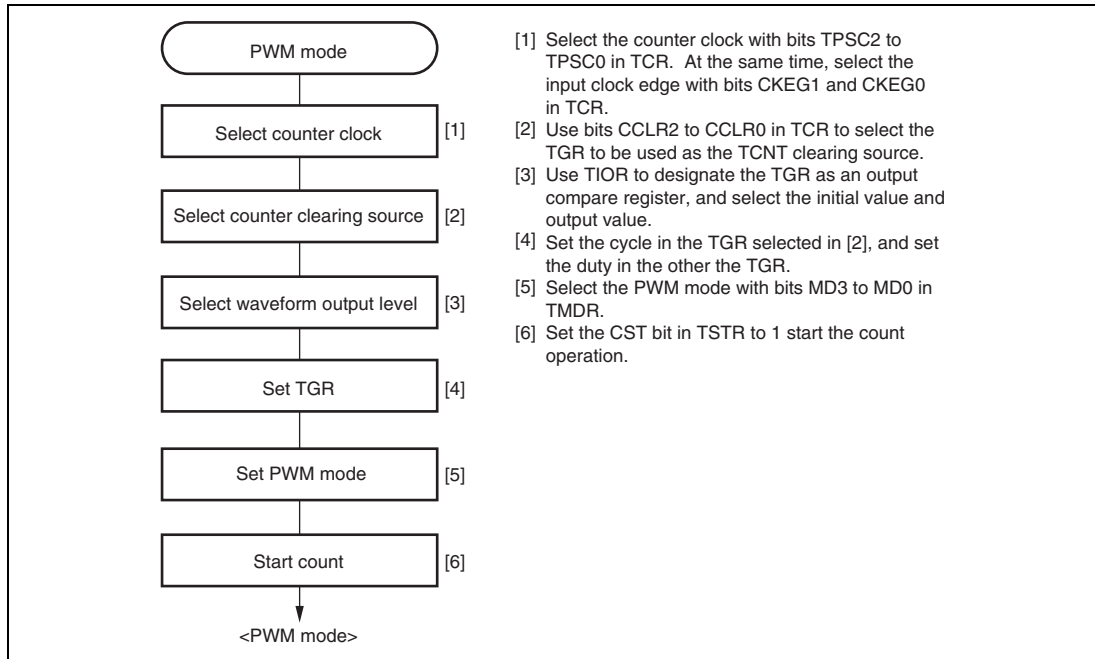 PWM mode
Select counter clock [1]
Select counter clearing source [2]
Select waveform output level [3]
Set TGR [4]
Set PWM mode [5]
Start count [6]
<PWM mode>
[1] Select the counter clock with bits TPSC2 to
TPSC0 in TCR. At the same time, select the
input clock edge with bits CKEG1 and CKEG0
in TCR.
[2] Use bits CCLR2 to CCLR0 in TCR to select the
TGR to be used as the TCNT clearing source.
[3] Use TIOR to designate the TGR as an output
compare register, and select the initial value and
output value.
[4] Set the cycle in the TGR selected in [2], and set
the duty in the other the TGR.
[5] Select the PWM mode with bits MD3 to MD0 in
TMDR.
[6] Set the CST bit in TSTR to 1 start the count
operation.